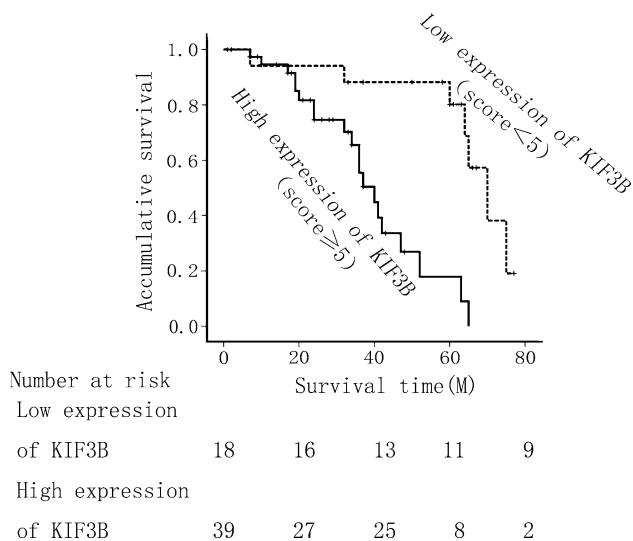 Low expression of KIF3B
(score<5)
High expression of KIF3B
(score⩾5)
Accumulative survival
1.0
0.8
0.6
0.4
0.2
0.0
0 20 40 60 80
Survival time(M)
Number at risk
Low expression
of KIF3B 18 16 13 11 9
High expression
of KIF3B 39 27 25 8 2